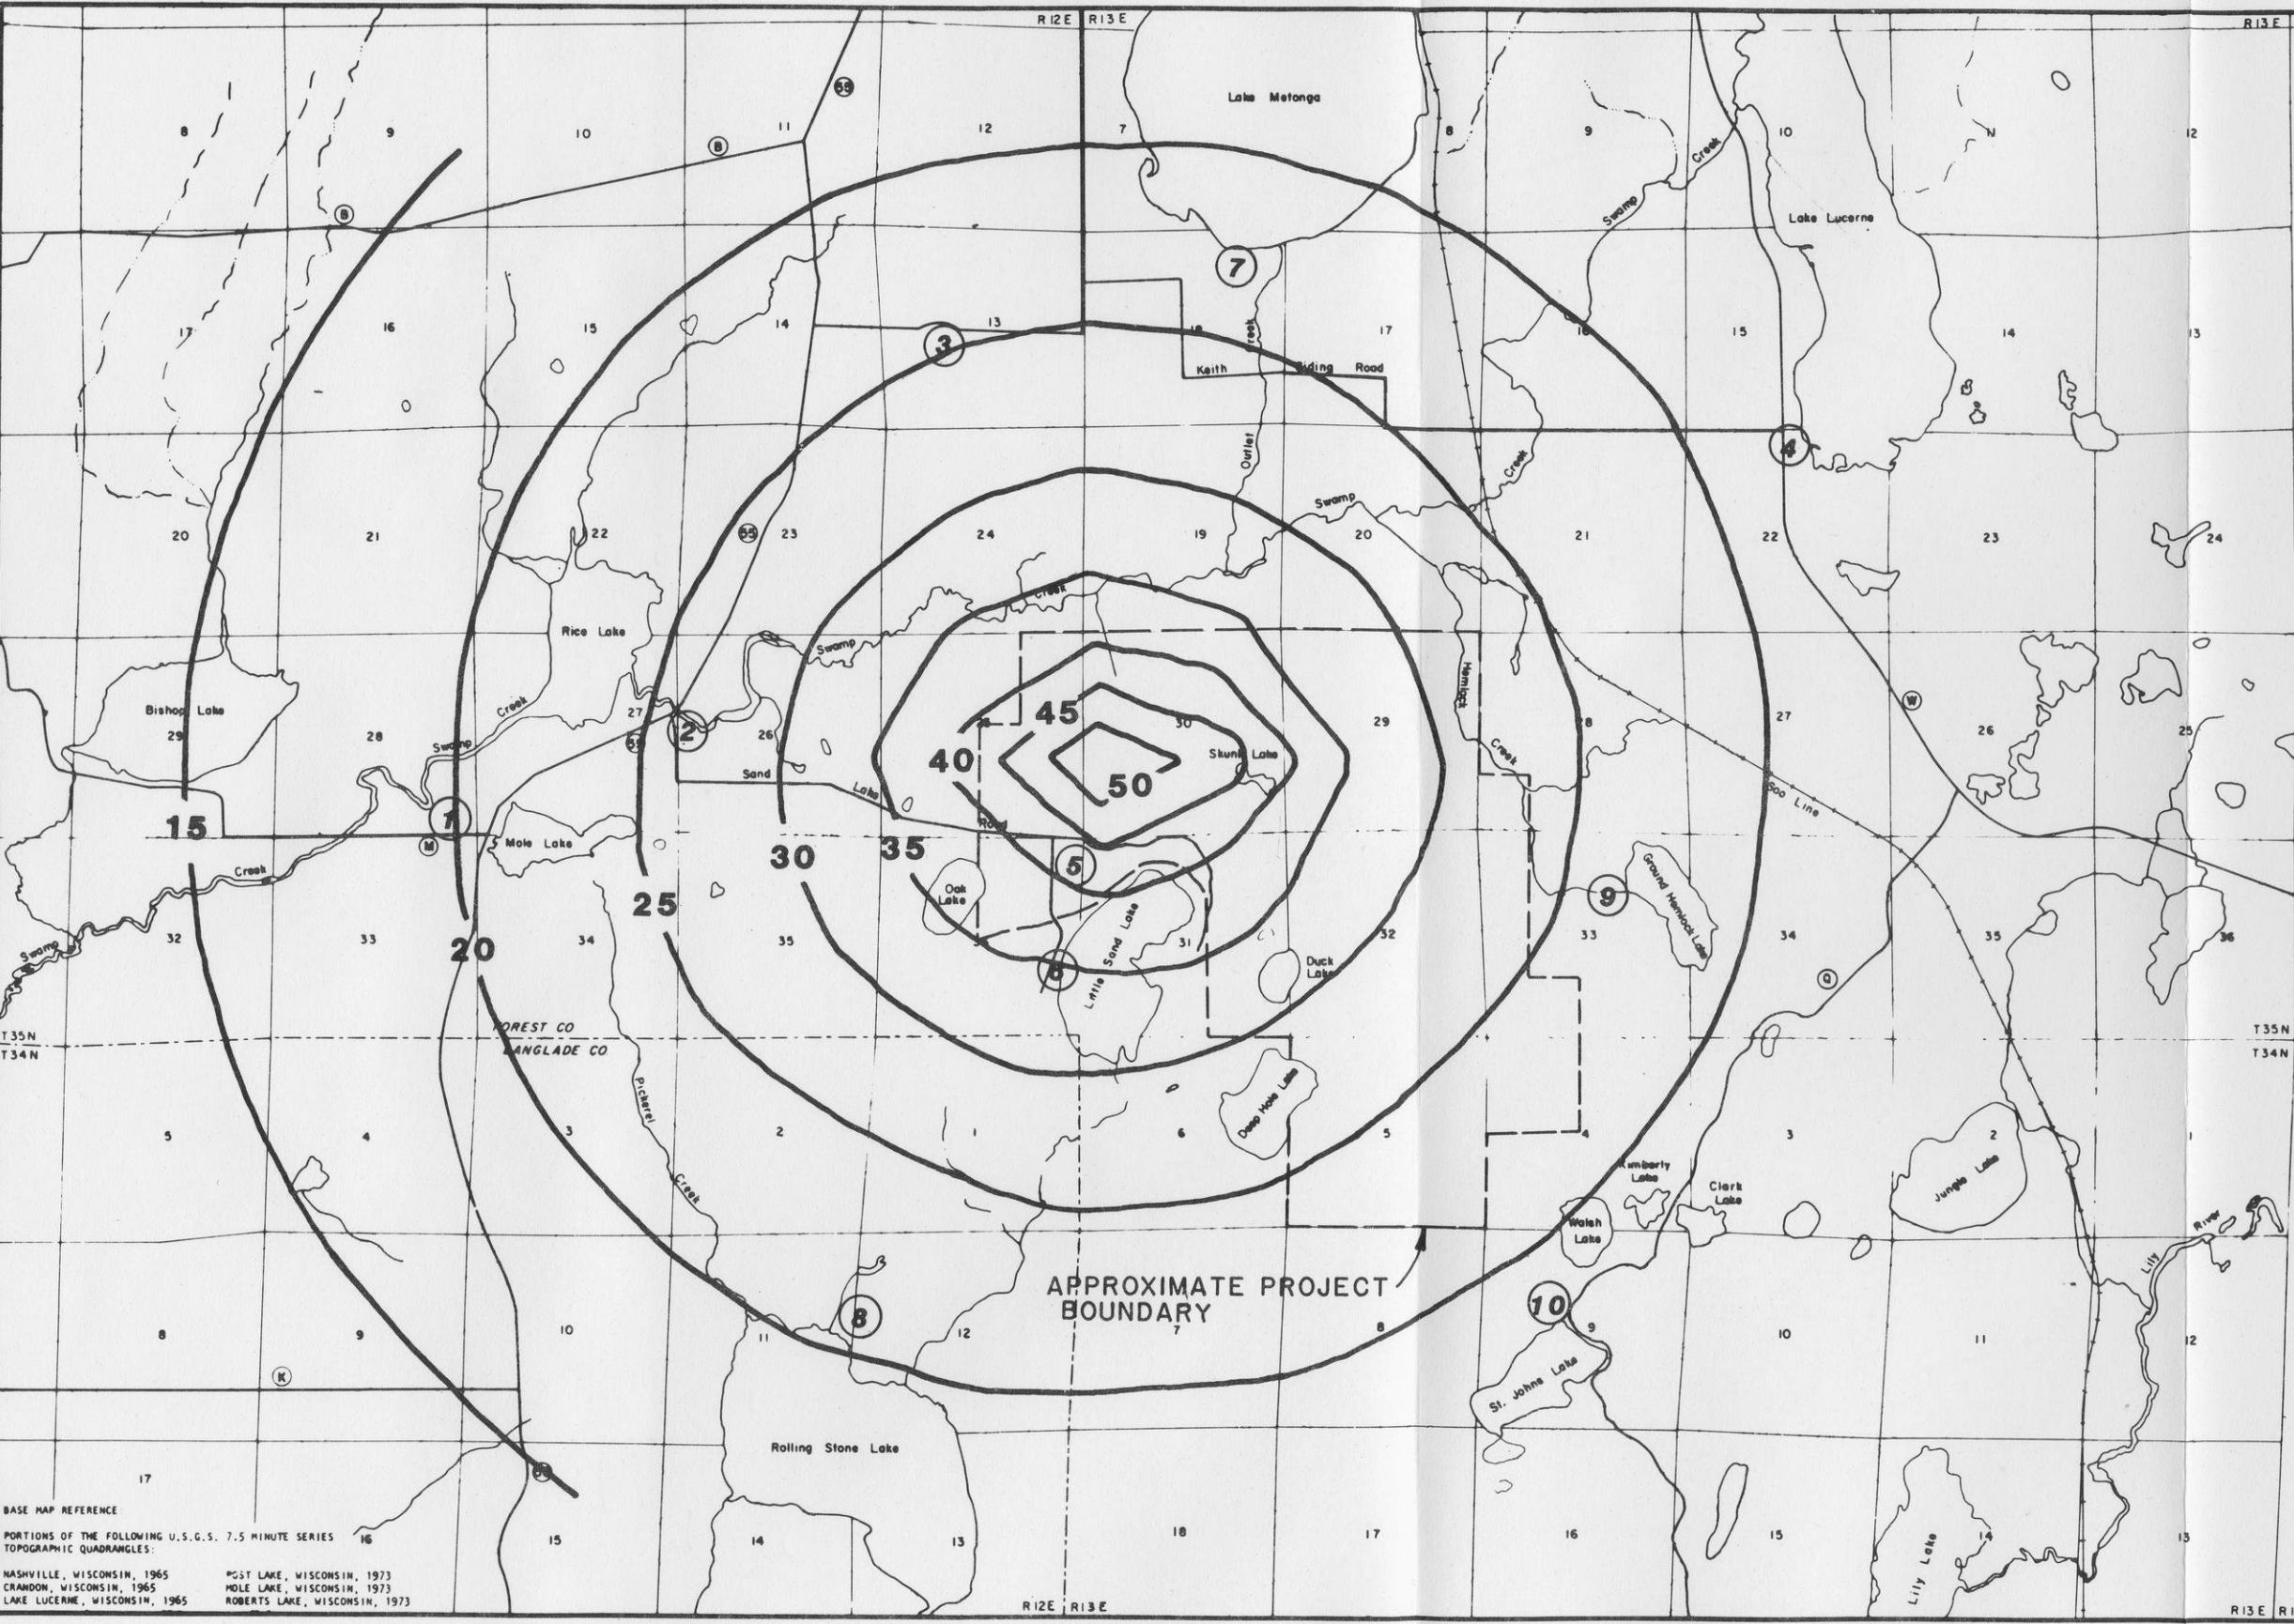 R12E R13E
R13E
55
Lake Metonga
8
9
10
11
12
7
8
9
10
12
B
Creek
B
Swamp
Lake Lucerne
7
17
16
15
14
13
3
18
17
16
15
14
13
Creek
Keith Siding Road
4
Outlet
Creek
Swamp
20
21
22
55
23
24
19
20
21
22
23
24
Creek
Rice Lake
Swamp
Hemlock
Bishop Lake
Creek
27
55
2
26
45
30
29
28
27
W
26
25
29
28
Swamp
40
Skunk Lake
Creek
Sand
Lake
50
Soo Line
15
1
Road
M
Mole Lake
30
35
5
Creek
Oak
Lake
9
Ground Hemlock Lake
25
Little Sand Lake
32
33
34
35
31
32
33
34
35
36
Swamp
20
6
Duck
Lake
Q
T35N
T34N
FOREST CO
LANGLADE CO
T35N
T34N
Pickerel
Deep Hole Lake
5
4
3
2
1
6
5
4
3
2
1
Kimberly
Lake
Clark
Lake
Jungle Lake
Creek
Walsh
Lake
River
Lily
APPROXIMATE PROJECT
BOUNDARY
10
8
8
9
10
11
12
7
8
9
10
11
12
K
St. Johns Lake
Rolling Stone Lake
17
55
16
15
14
13
18
17
16
15
14
13
Lily Lake
BASE MAP REFERENCE
PORTIONS OF THE FOLLOWING U.S.G.S. 7.5 MINUTE SERIES
TOPOGRAPHIC QUADRANGLES:
NASHVILLE, WISCONSIN, 1965
CRANDON, WISCONSIN, 1965
LAKE LUCERNE, WISCONSIN, 1965
POST LAKE, WISCONSIN, 1973
MOLE LAKE, WISCONSIN, 1973
ROBERTS LAKE, WISCONSIN, 1973
R12E R13E
R13E